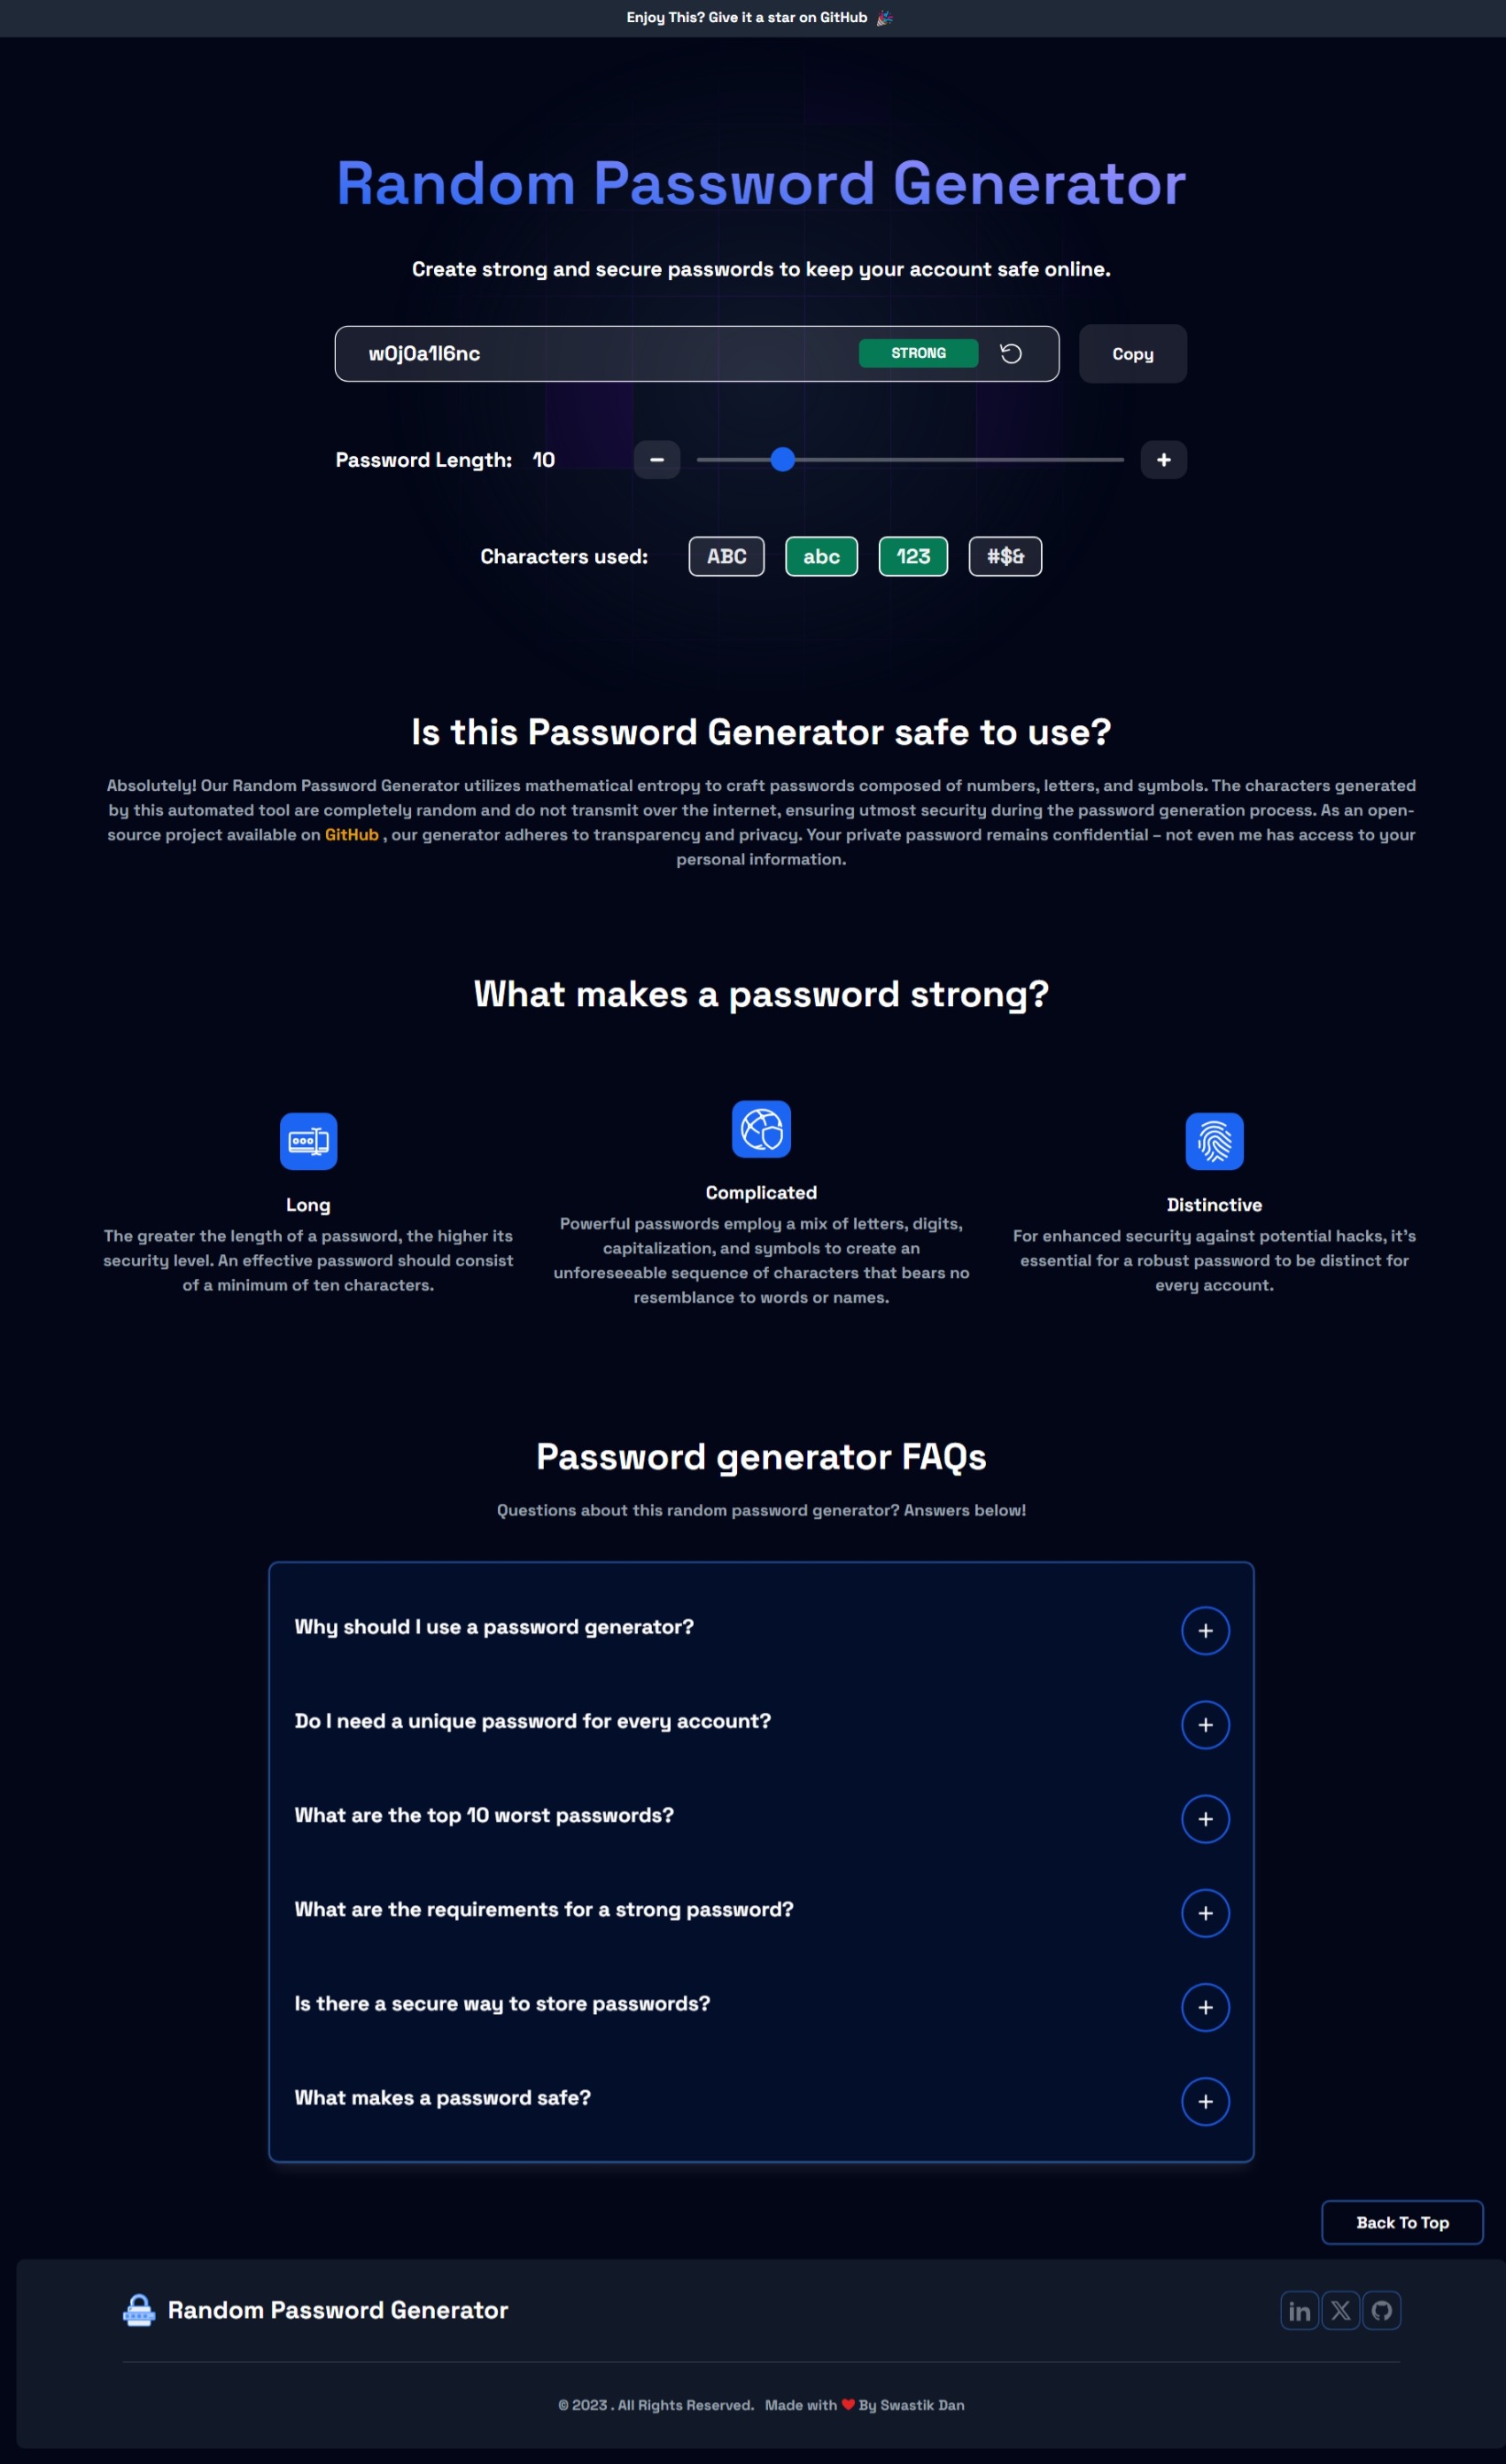 Enjoy This? Give it a star on GitHub 🎉
Random Password Generator
Create strong and secure passwords to keep your account safe online.
STRONG
Copy
Password Length: 10
Characters used: ABC abc 123 #$&
Is this Password Generator safe to use?
Absolutely! Our Random Password Generator utilizes mathematical entropy to craft passwords composed of numbers, letters, and symbols. The characters generated
by this automated tool are completely random and do not transmit over the internet, ensuring utmost security during the password generation process. As an open-
source project available on GitHub , our generator adheres to transparency and privacy. Your private password remains confidential – not even me has access to your
personal information.
What makes a password strong?
Long
The greater the length of a password, the higher its
security level. An effective password should consist
of a minimum of ten characters.
Complicated
Powerful passwords employ a mix of letters, digits,
capitalization, and symbols to create an
unforeseeable sequence of characters that bears no
resemblance to words or names.
Distinctive
For enhanced security against potential hacks, it's
essential for a robust password to be distinct for
every account.
Password generator FAQs
Questions about this random password generator? Answers below!
Why should I use a password generator?
Do I need a unique password for every account?
What are the top 10 worst passwords?
What are the requirements for a strong password?
Is there a secure way to store passwords?
What makes a password safe?
Back To Top
Random Password Generator
© 2023 . All Rights Reserved. Made with ❤️ By Swastik Dan